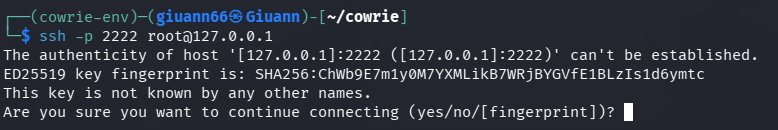 ┌──(cowrie-env)─(giuann66㉿Giuann)-[~/cowrie]
└─$ ssh -p 2222 root@127.0.0.1
The authenticity of host '[127.0.0.1]:2222 ([127.0.0.1]:2222)' can't be established.
ED25519 key fingerprint is: SHA256:ChWb9E7m1y0M7YXMLikB7WRjBYGVfE1BLzIs1d6ymtc
This key is not known by any other names.
Are you sure you want to continue connecting (yes/no/[fingerprint])?